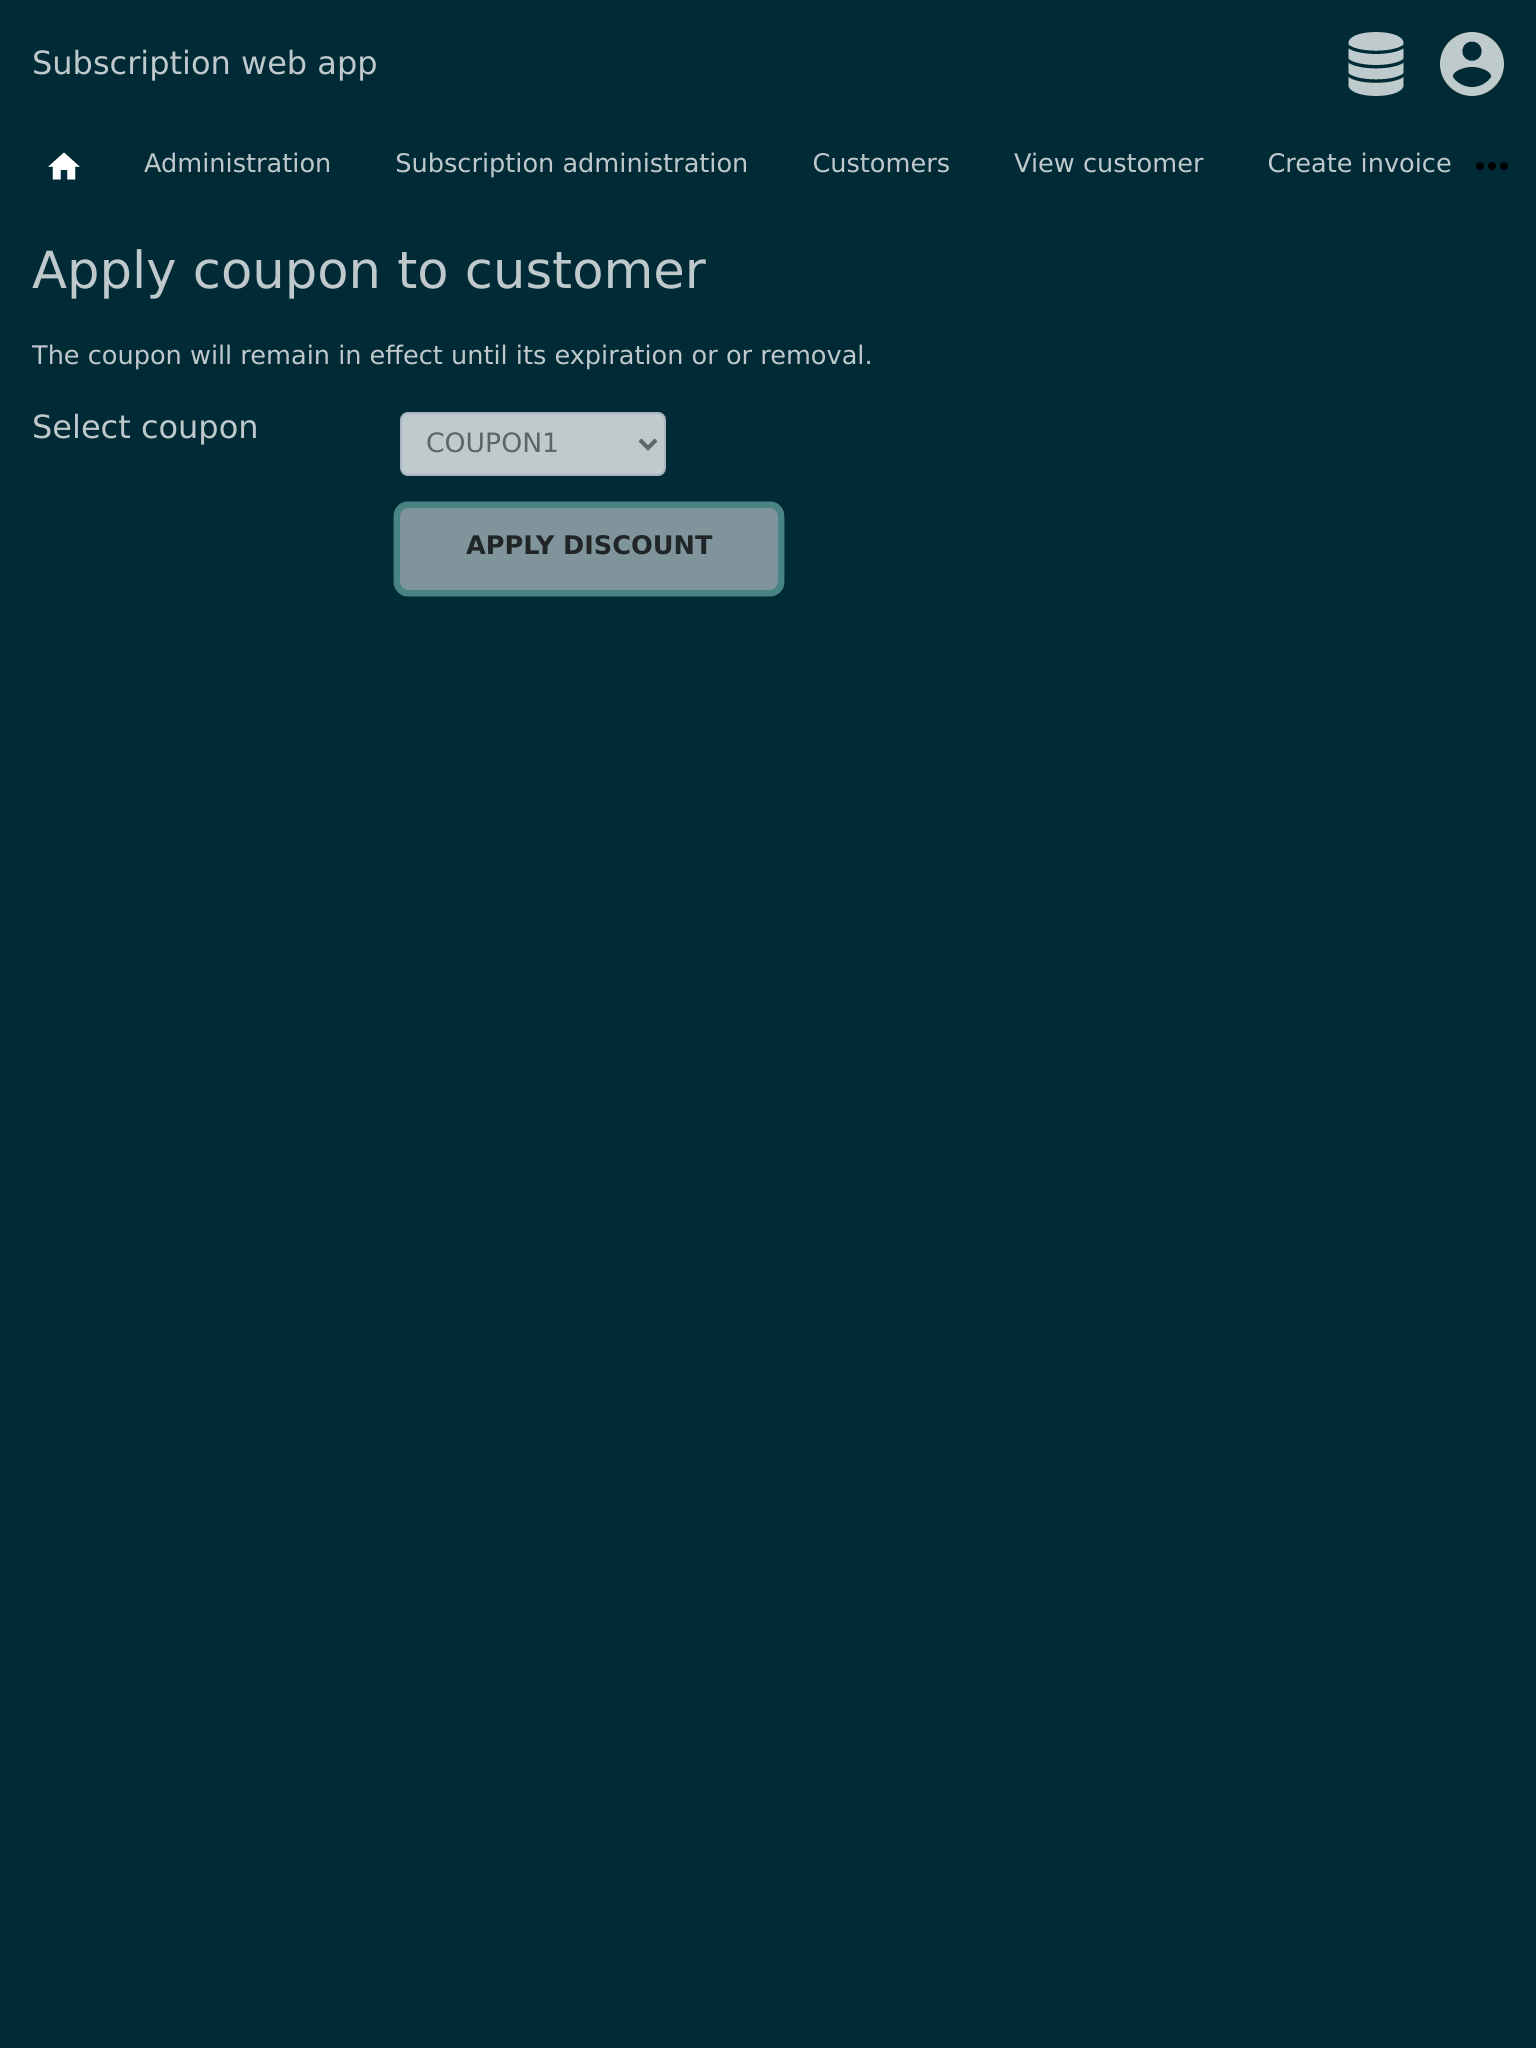 Subscription web app
Administration Subscription administration Customers View customer Create invoice
Apply coupon to customer
The coupon will remain in effect until its expiration or or removal.
Select coupon
COUPON1
APPLY DISCOUNT